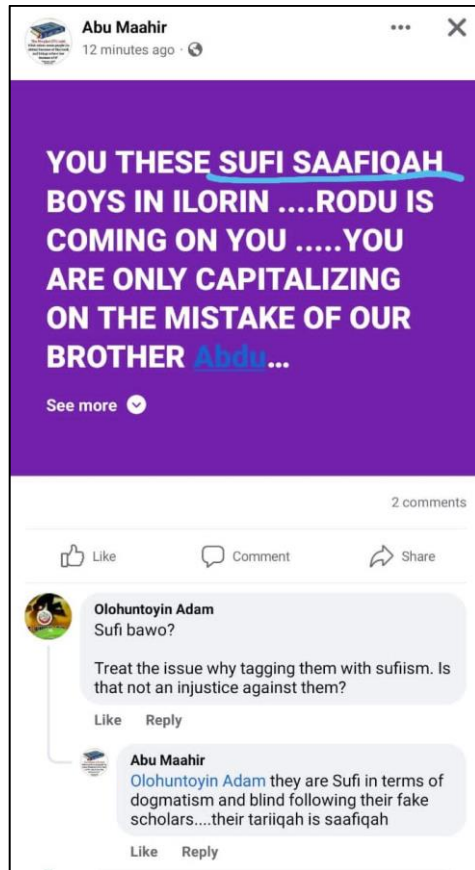 Abu Maahir
12 minutes ago
YOU THESE SUFI SAAFIQAH
BOYS IN ILORIN ....RODU IS
COMING ON YOU .....YOU
ARE ONLY CAPITALIZING
ON THE MISTAKE OF OUR
BROTHER Abdu...
See more
2 comments
Like
Comment
Share
Olohuntoyin Adam
Sufi bawo?
Treat the issue why tagging them with sufiism. Is
that not an injustice against them?
Like Reply
Abu Maahir
Olohuntoyin Adam they are Sufi in terms of
dogmatism and blind following their fake
scholars....their tariiqah is saafiqah
Like Reply